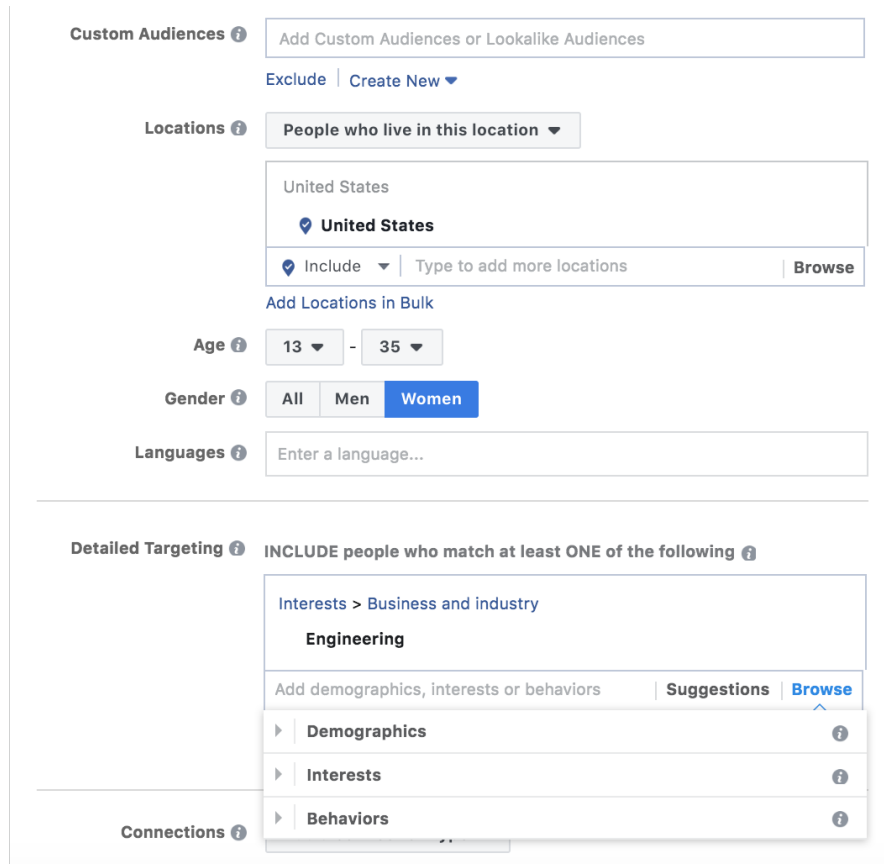 Custom Audiences
Add Custom Audiences or Lookalike Audiences
Exclude | Create New
Locations
People who live in this location
United States
United States
Include
Type to add more locations
Browse
Add Locations in Bulk
Age
13 - 35
Gender
All Men Women
Languages
Enter a language...
Detailed Targeting
INCLUDE people who match at least ONE of the following
Interests > Business and industry
Engineering
Add demographics, interests or behaviors | Suggestions | Browse
Demographics
Interests
Behaviors
Connections